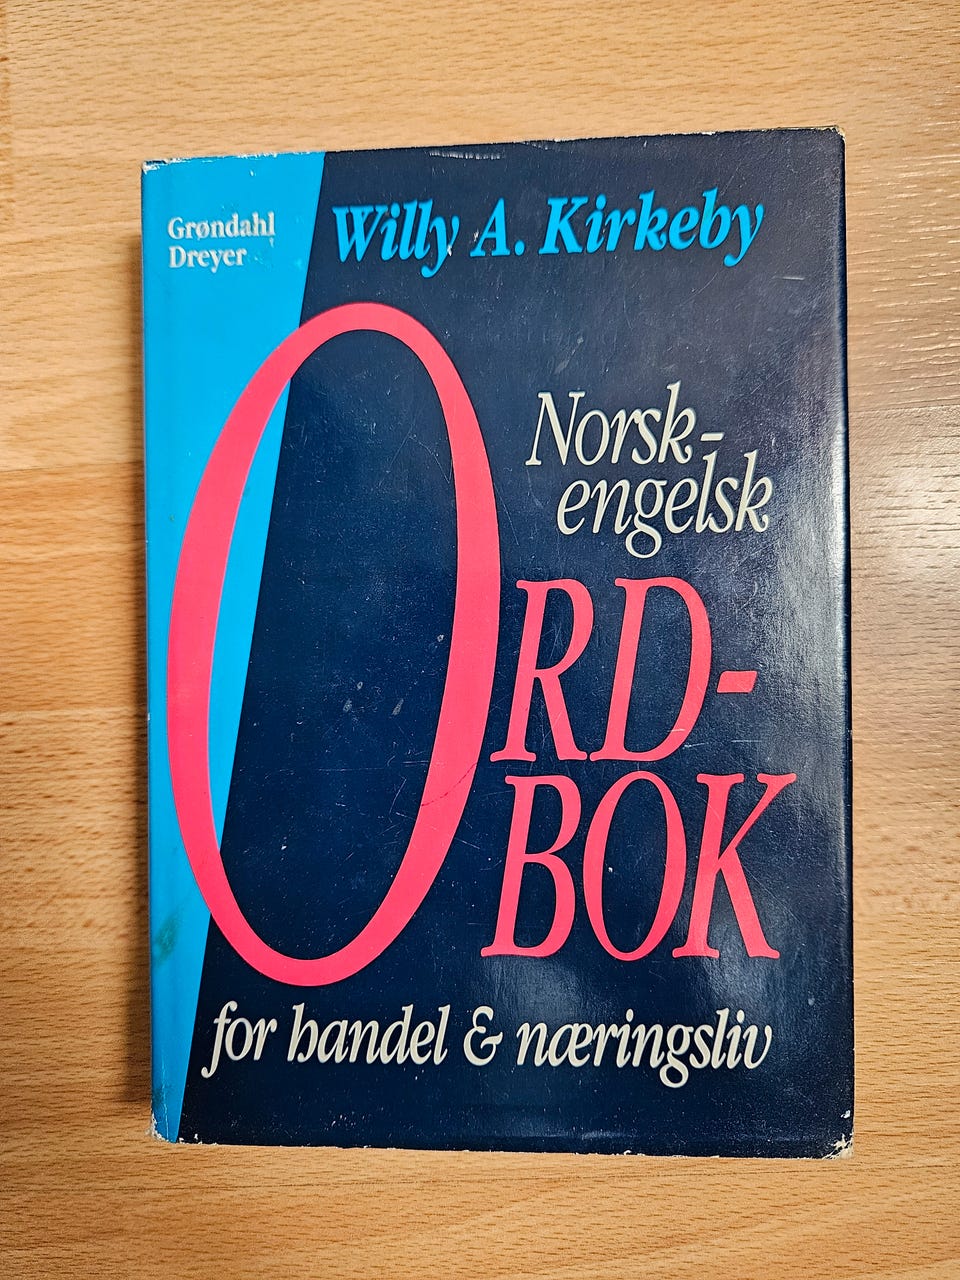 Grøndahl
Dreyer
Willy A. Kirkeby
Norsk-
engelsk
ORD-
BOK
for handel & næringsliv